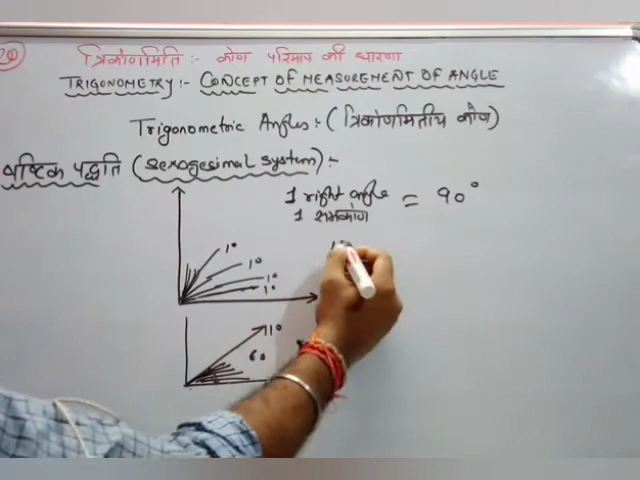 त्रिकोणमिति :- कोण परिमाप की धारणा
TRIGONOMETRY:- CONCEPT OF MEASUREMENT OF ANGLE
Trigonometric Angles:- (त्रिकोणमितीय कोण)
षष्टिक पद्धति (Sexagesimal system):-
1 right angle = 90°
1 समकोण
1°
1°
1°
1°
1°
11°
60